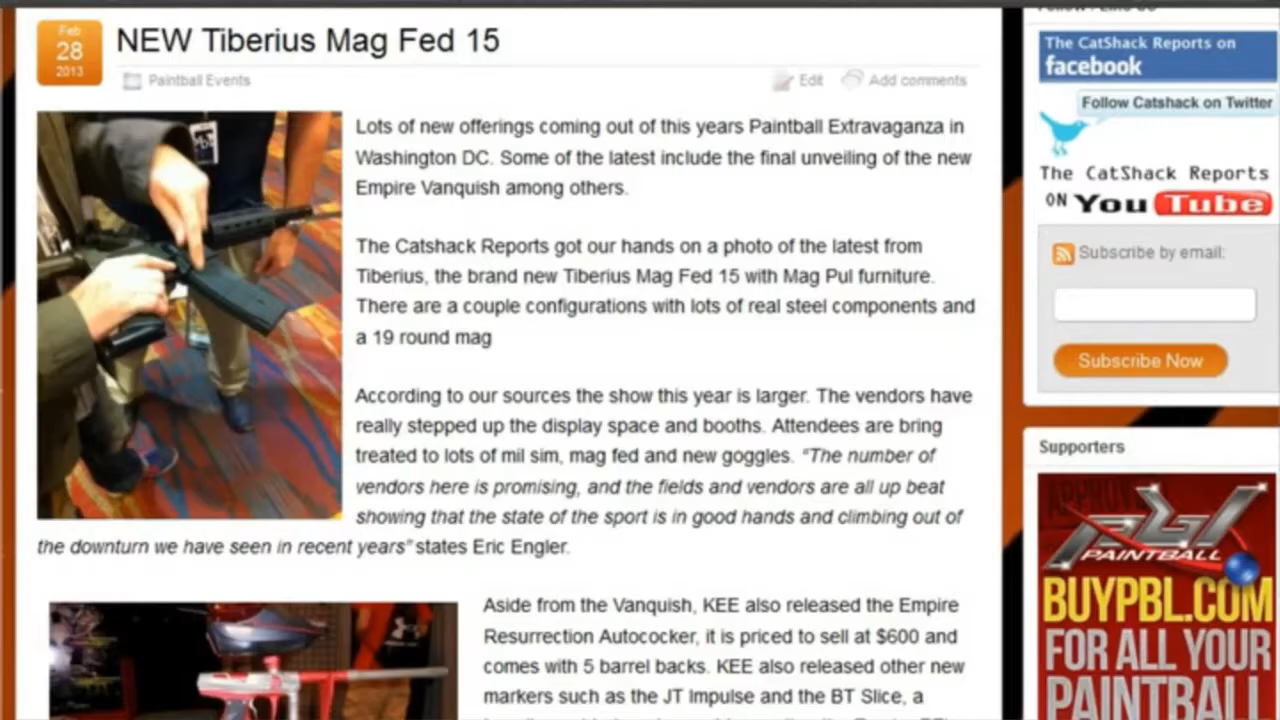 Feb
28
2013
NEW Tiberius Mag Fed 15
Paintball Events
Edit
Add comments
Lots of new offerings coming out of this years Paintball Extravaganza in
Washington DC. Some of the latest include the final unveiling of the new
Empire Vanquish among others.
The Catshack Reports got our hands on a photo of the latest from
Tiberius, the brand new Tiberius Mag Fed 15 with Mag Pul furniture.
There are a couple configurations with lots of real steel components and
a 19 round mag
According to our sources the show this year is larger. The vendors have
really stepped up the display space and booths. Attendees are bring
treated to lots of mil sim, mag fed and new goggles. “The number of
vendors here is promising, and the fields and vendors are all up beat
showing that the state of the sport is in good hands and climbing out of
the downturn we have seen in recent years” states Eric Engler.
Aside from the Vanquish, KEE also released the Empire
Resurrection Autococker, it is priced to sell at $600 and
comes with 5 barrel backs. KEE also released other new
markers such as the JT Impulse and the BT Slice, a
The CatShack Reports on
facebook
Follow Catshack on Twitter
The CatShack Reports
ON YouTube
Subscribe by email:
Subscribe Now
Supporters
PBL
PAINTBALL
BUYPBL.COM
FOR ALL YOUR
PAINTBALL